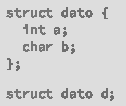 struct dato {
  int a;
  char b;
};

struct dato d;